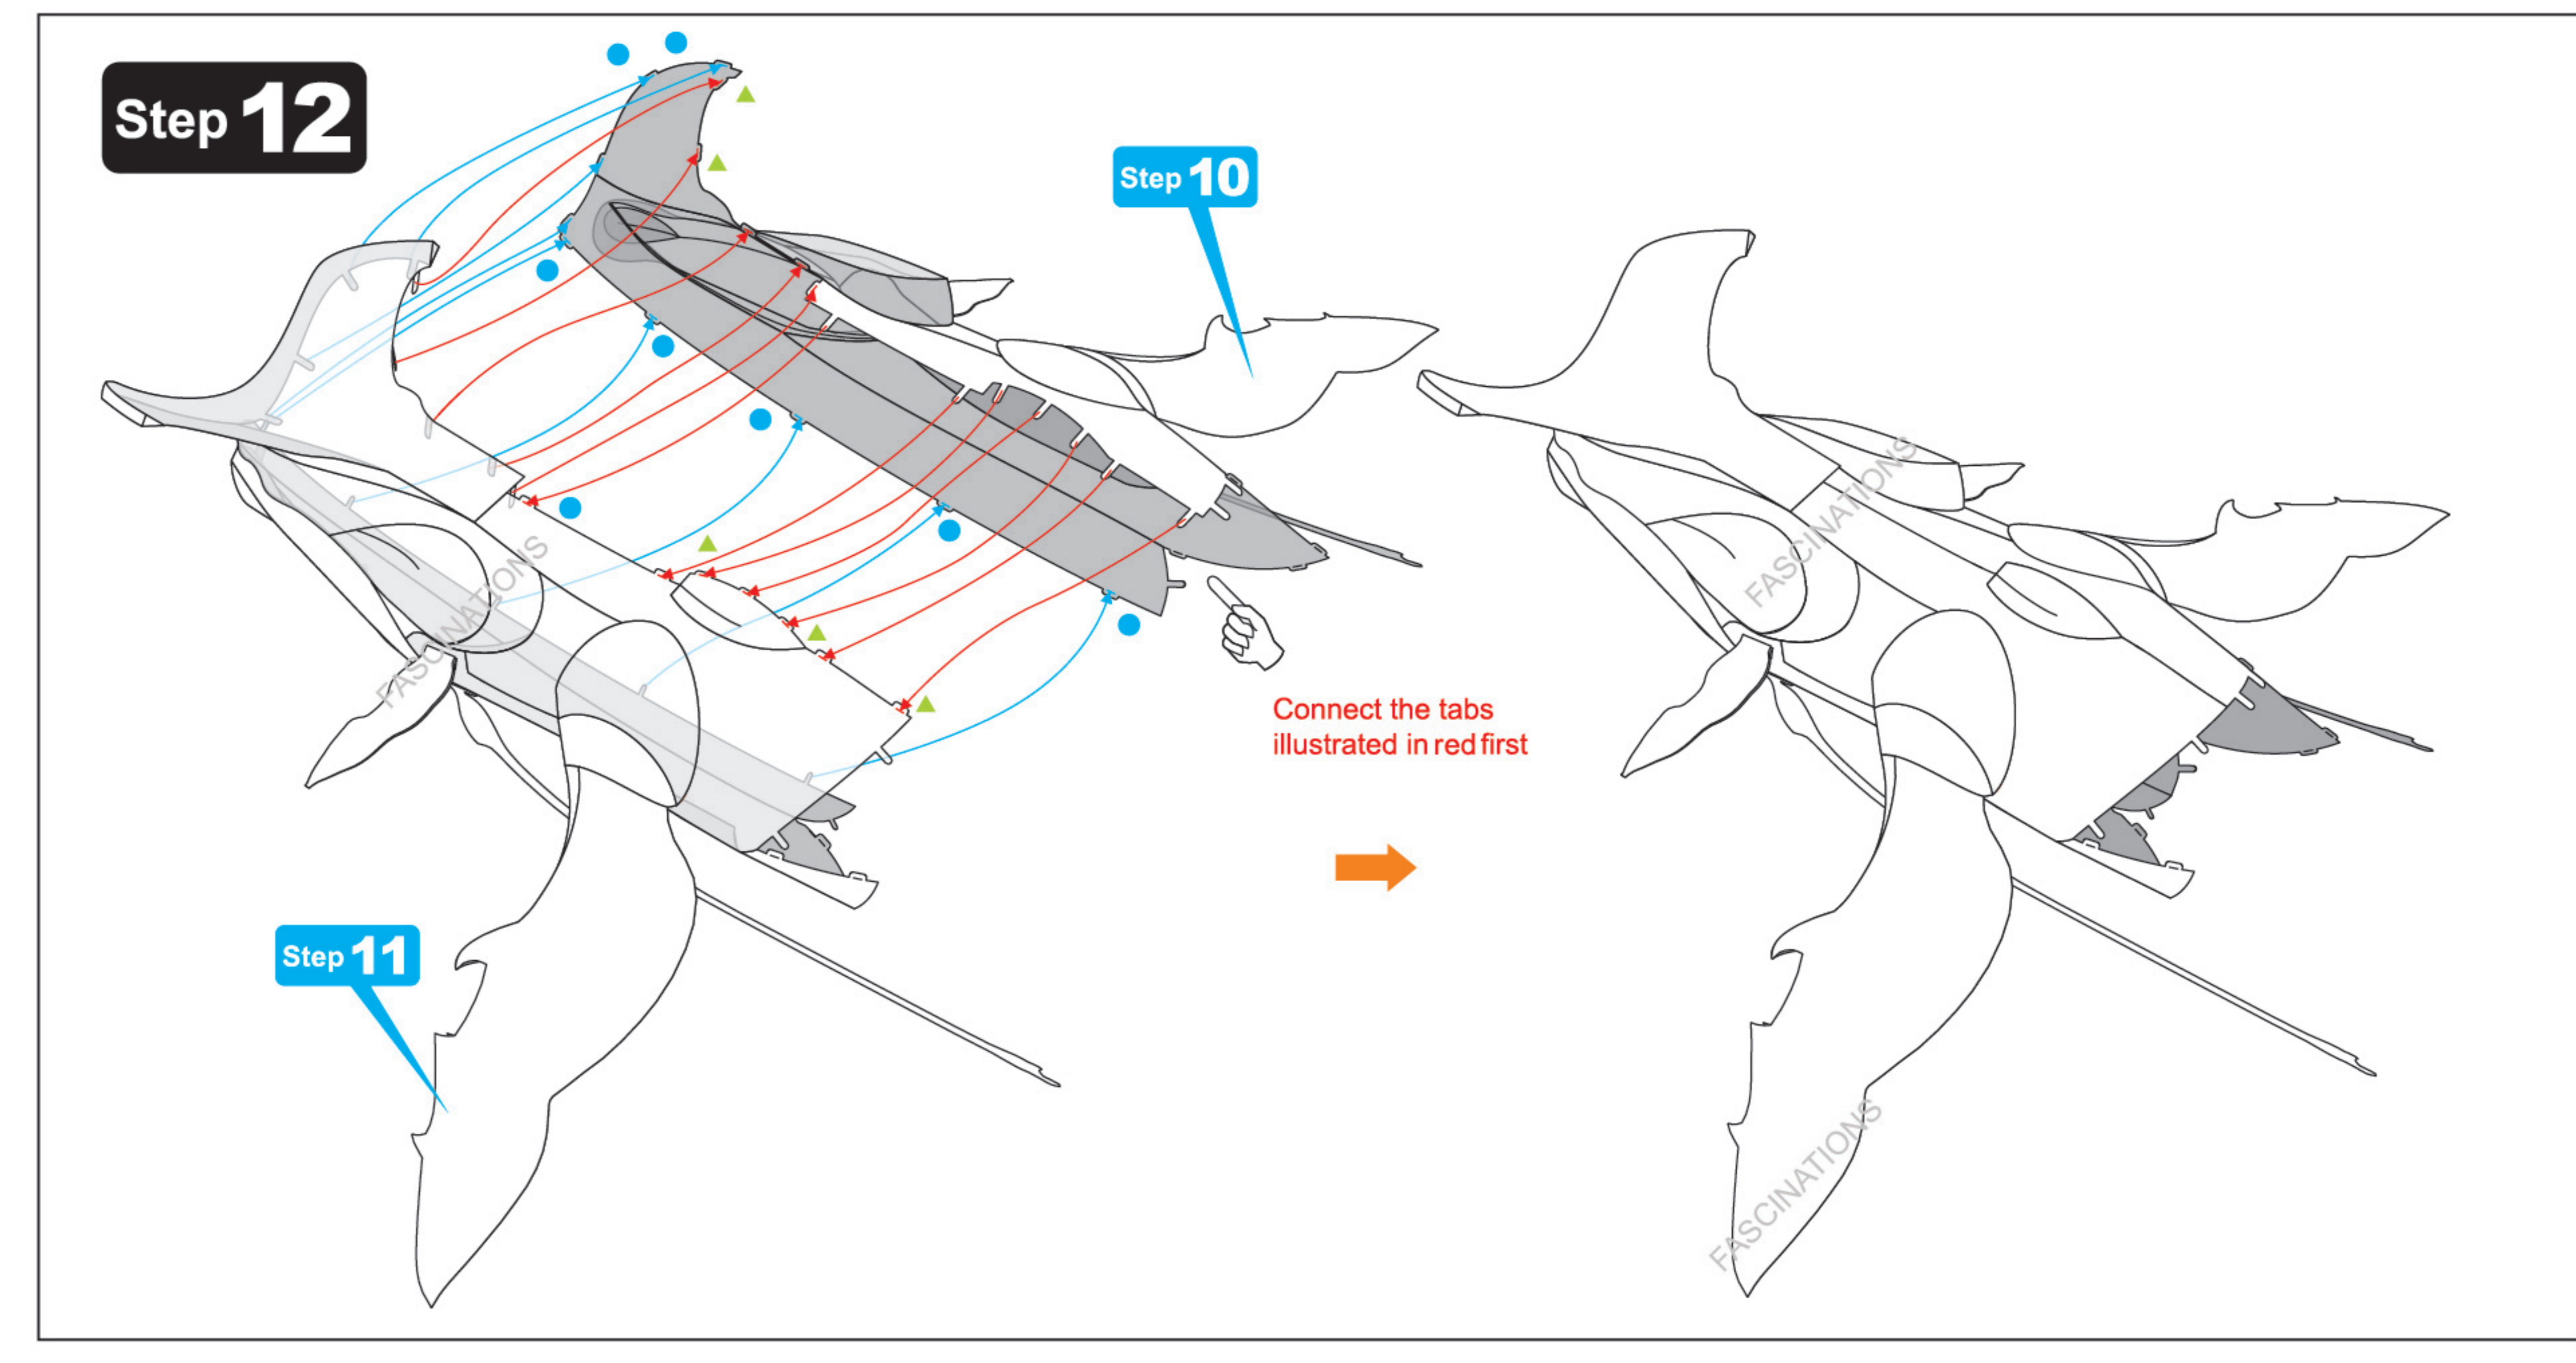 Step 12
Step 10
FASCINATIONS
FASCINATIONS
Connect the tabs
illustrated in red first
Step 11
FASCINATIONS